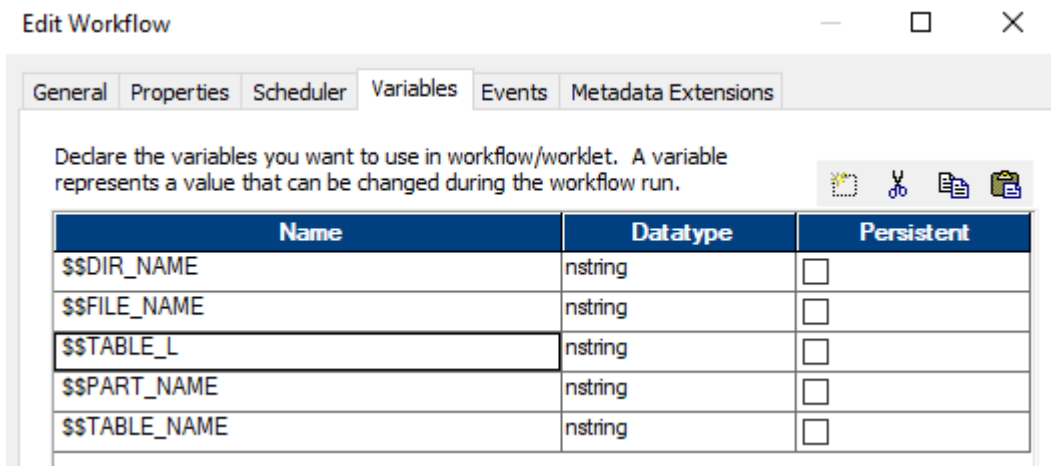 Edit Workflow
General Properties Scheduler Variables Events Metadata Extensions
Declare the variables you want to use in workflow/worklet. A variable
represents a value that can be changed during the workflow run.
Name Datatype Persistent
$$DIR_NAME nstring
$$FILE_NAME nstring
$$TABLE_L nstring
$$PART_NAME nstring
$$TABLE_NAME nstring